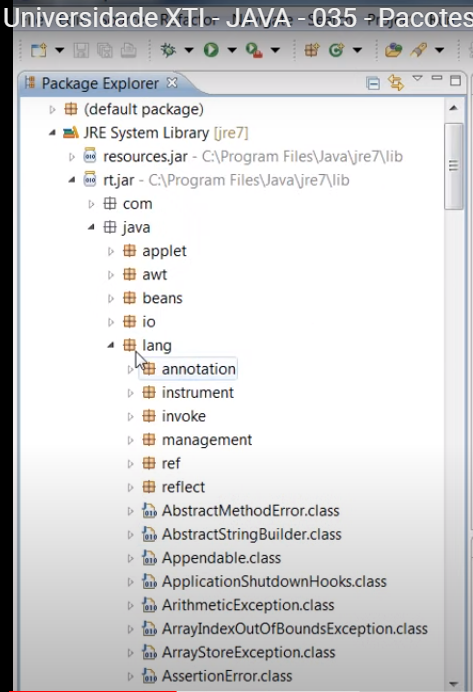 Universidade XTI - JAVA - 035 - Pacotes
Package Explorer
(default package)
JRE System Library [jre7]
resources.jar - C:\Program Files\Java\jre7\lib
rt.jar - C:\Program Files\Java\jre7\lib
com
java
applet
awt
beans
io
lang
annotation
instrument
invoke
management
ref
reflect
AbstractMethodError.class
AbstractStringBuilder.class
Appendable.class
ApplicationShutdownHooks.class
ArithmeticException.class
ArrayIndexOutOfBoundsException.class
ArrayStoreException.class
AssertionError.class